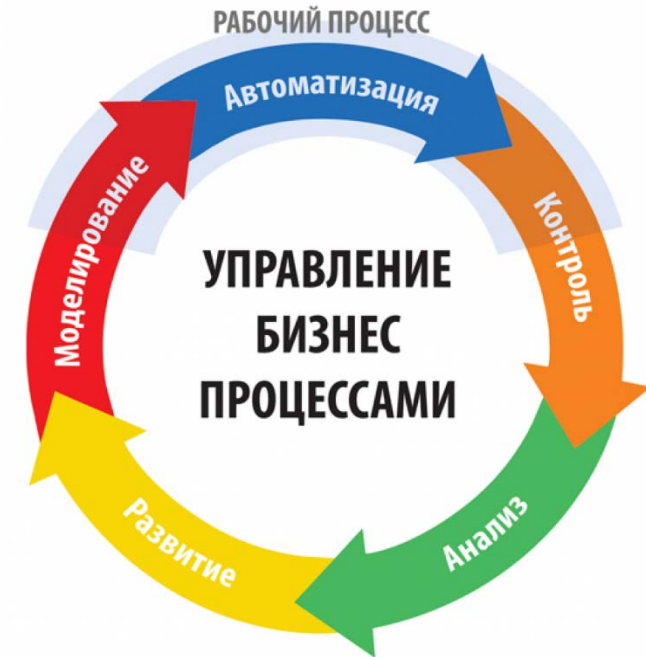 РАБОЧИЙ ПРОЦЕСС
Автоматизация
Контроль
Анализ
Развитие
Моделирование
УПРАВЛЕНИЕ
БИЗНЕС
ПРОЦЕССАМИ